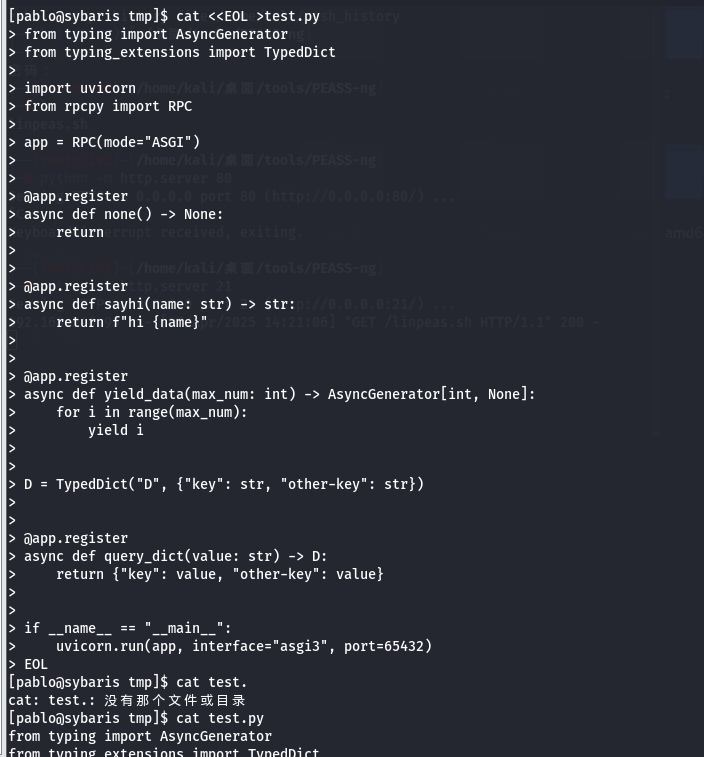 [pablo@sybaris tmp]$ cat <<EOL >test.py
> from typing import AsyncGenerator
> from typing_extensions import TypedDict
>
> import uvicorn
> from rpcpy import RPC
>
> app = RPC(mode="ASGI")
>
>
> @app.register
> async def none() -> None:
>     return
>
>
> @app.register
> async def sayhi(name: str) -> str:
>     return f"hi {name}"
>
>
> @app.register
> async def yield_data(max_num: int) -> AsyncGenerator[int, None]:
>     for i in range(max_num):
>         yield i
>
>
> D = TypedDict("D", {"key": str, "other-key": str})
>
>
> @app.register
> async def query_dict(value: str) -> D:
>     return {"key": value, "other-key": value}
>
>
> if __name__ == "__main__":
>     uvicorn.run(app, interface="asgi3", port=65432)
> EOL
[pablo@sybaris tmp]$ cat test.
cat: test.: 没有那个文件或目录
[pablo@sybaris tmp]$ cat test.py
from typing import AsyncGenerator
from typing_extensions import TypedDict